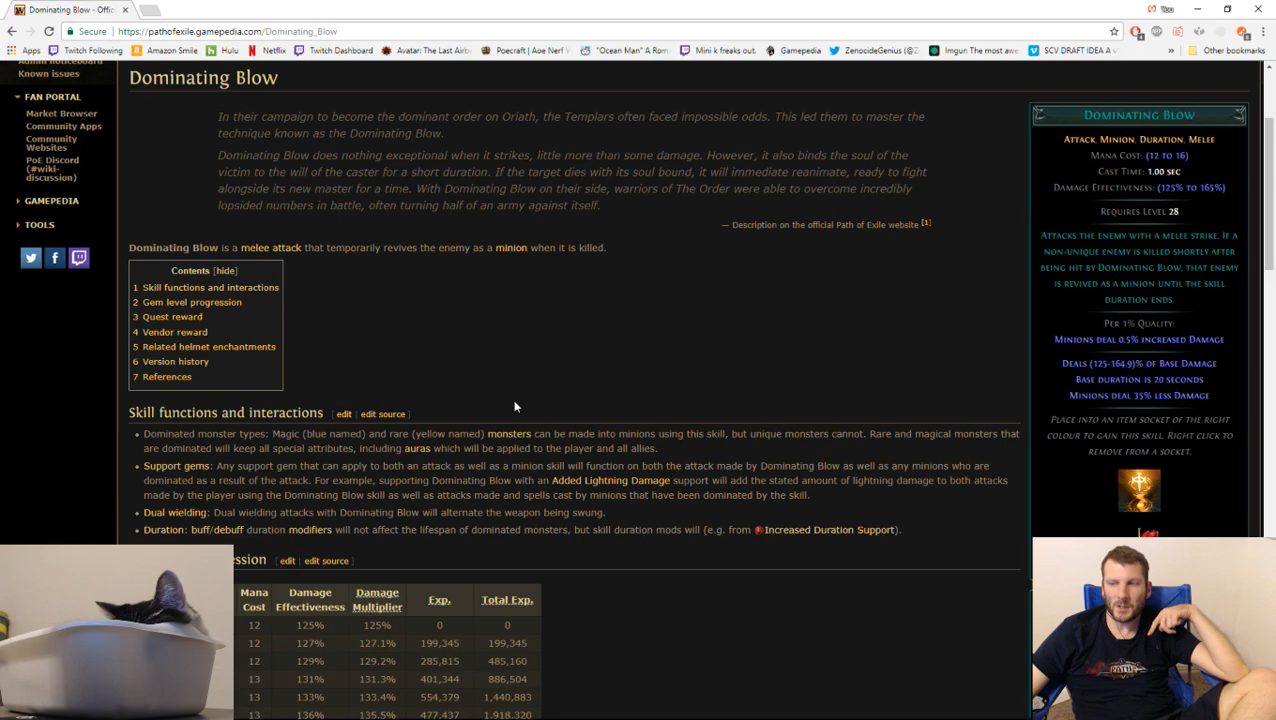 Dominating Blow - Offic
You
Secure
https://pathofexile.gamepedia.com/Dominating_Blow
Apps
Twitch Following
Amazon Smile
Hulu
Netflix
Twitch Dashboard
Avatar: The Last Airb
Poecraft | Aoe Nerf V
"Ocean Man" A Rom
Mini k freaks out.
Gamepedia
ZenocideGenius (@Z
Imgur: The most awe
SCV DRAFT IDEA A v
»
Other bookmarks
Admin noticeboard
Known issues
FAN PORTAL
Market Browser
Community Apps
Community
Websites
PoE Discord
(#wiki-
discussion)
GAMEPEDIA
TOOLS
Dominating Blow
In their campaign to become the dominant order on Oriath, the Templars often faced impossible odds. This led them to master the
technique known as the Dominating Blow.
Dominating Blow does nothing exceptional when it strikes, little more than some damage. However, it also binds the soul of the
victim to the will of the caster for a short duration. If the target dies with its soul bound, it will immediate reanimate, ready to fight
alongside its new master for a time. With Dominating Blow on their side, warriors of The Order were able to overcome incredibly
lopsided numbers in battle, often turning half of an army against itself.
— Description on the official Path of Exile website [1]
Dominating Blow is a melee attack that temporarily revives the enemy as a minion when it is killed.
Contents [hide]
1 Skill functions and interactions
2 Gem level progression
3 Quest reward
4 Vendor reward
5 Related helmet enchantments
6 Version history
7 References
Skill functions and interactions [ edit | edit source ]
• Dominated monster types: Magic (blue named) and rare (yellow named) monsters can be made into minions using this skill, but unique monsters cannot. Rare and magical monsters that
are dominated will keep all special attributes, including auras which will be applied to the player and all allies.
• Support gems: Any support gem that can apply to both an attack as well as a minion skill will function on both the attack made by Dominating Blow as well as any minions who are
dominated as a result of the attack. For example, supporting Dominating Blow with an Added Lightning Damage support will add the stated amount of lightning damage to both attacks
made by the player using the Dominating Blow skill as well as attacks made and spells cast by minions that have been dominated by the skill.
• Dual wielding: Dual wielding attacks with Dominating Blow will alternate the weapon being swung.
• Duration: buff/debuff duration modifiers will not affect the lifespan of dominated monsters, but skill duration mods will (e.g. from Increased Duration Support).
ession [ edit | edit source ]
Mana Cost Damage Effectiveness Damage Multiplier Exp. Total Exp.
12 125% 125% 0 0
12 127% 127.1% 199,345 199,345
12 129% 129.2% 285,815 485,160
13 131% 131.3% 401,344 886,504
13 133% 133.4% 554,379 1,440,883
13 136% 135.5% 477,437 1,918,320
DOMINATING BLOW
ATTACK, MINION, DURATION, MELEE
MANA COST: (12 TO 16)
CAST TIME: 1.00 SEC
DAMAGE EFFECTIVENESS: (125% TO 165%)
REQUIRES LEVEL 28
ATTACKS THE ENEMY WITH A MELEE STRIKE. IF A
NON-UNIQUE ENEMY IS KILLED SHORTLY AFTER
BEING HIT BY DOMINATING BLOW, THAT ENEMY
IS REVIVED AS A MINION UNTIL THE SKILL
DURATION ENDS.
PER 1% QUALITY:
MINIONS DEAL 0.5% INCREASED DAMAGE
DEALS (125-164.9)% OF BASE DAMAGE
BASE DURATION IS 20 SECONDS
MINIONS DEAL 35% LESS DAMAGE
PLACE INTO AN ITEM SOCKET OF THE RIGHT
COLOUR TO GAIN THIS SKILL. RIGHT CLICK TO
REMOVE FROM A SOCKET.